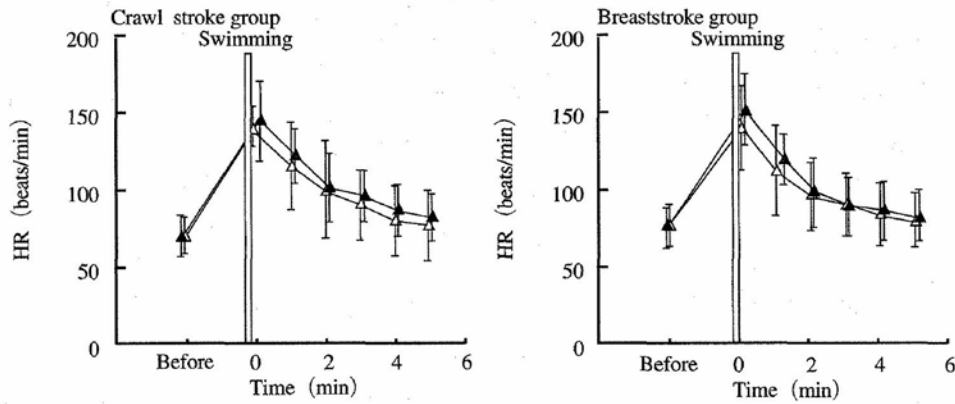 Crawl stroke group
Swimming
200
150
100
50
0
HR (beats/min)
Before
0
2
4
6
Time (min)
Breaststroke group
Swimming
200
150
100
50
0
HR (beats/min)
Before
0
2
4
6
Time (min)